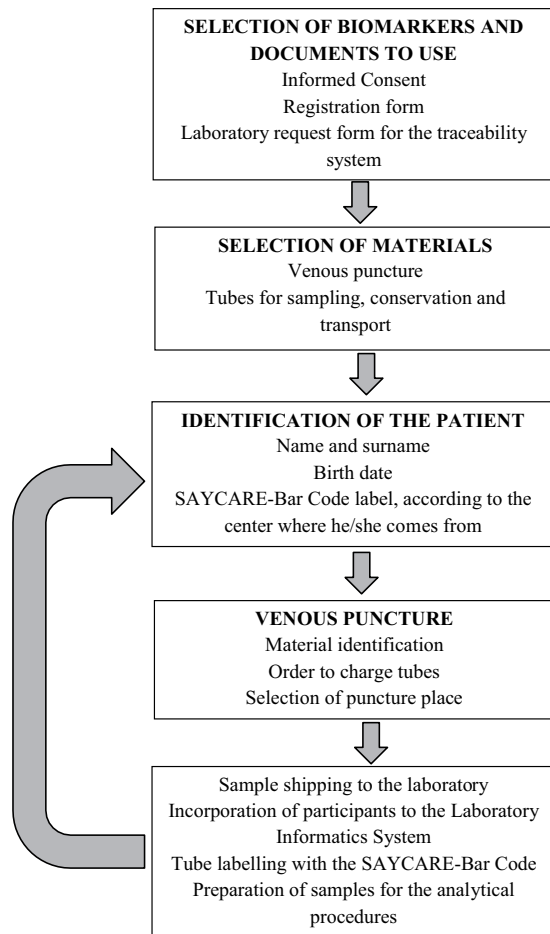 SELECTION OF BIOMARKERS AND
DOCUMENTS TO USE
Informed Consent
Registration form
Laboratory request form for the traceability
system
SELECTION OF MATERIALS
Venous puncture
Tubes for sampling, conservation and
transport
IDENTIFICATION OF THE PATIENT
Name and surname
Birth date
SAYCARE-Bar Code label, according to the
center where he/she comes from
VENOUS PUNCTURE
Material identification
Order to charge tubes
Selection of puncture place
Sample shipping to the laboratory
Incorporation of participants to the Laboratory
Informatics System
Tube labelling with the SAYCARE-Bar Code
Preparation of samples for the analytical
procedures